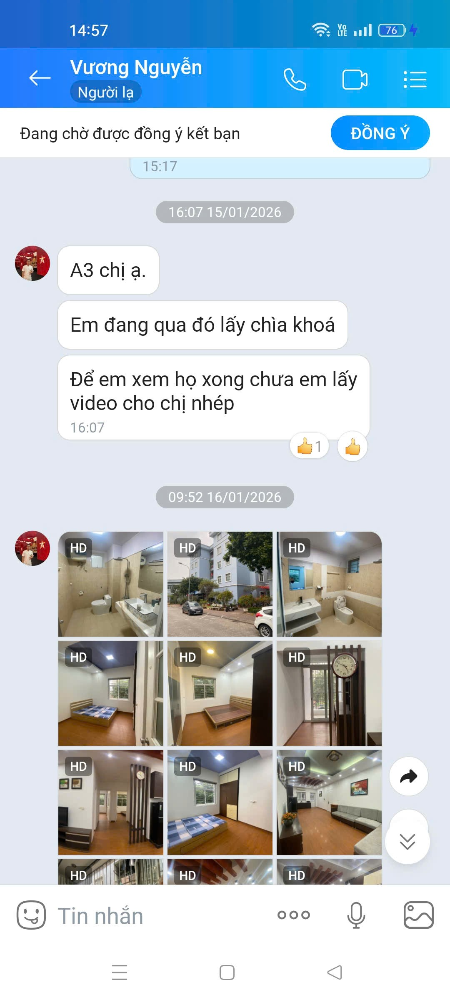 14:57
Vo
LTE
76
Vương Nguyễn
Người lạ
Đang chờ được đồng ý kết bạn
ĐỒNG Ý
15:17
16:07 15/01/2026
A3 chị ạ.
Em đang qua đó lấy chìa khoá
Để em xem họ xong chưa em lấy
video cho chị nhép
16:07
1
09:52 16/01/2026
HD
HD
HD
HD
HD
HD
HD
HD
HD
HD
HD
HD
Tin nhắn